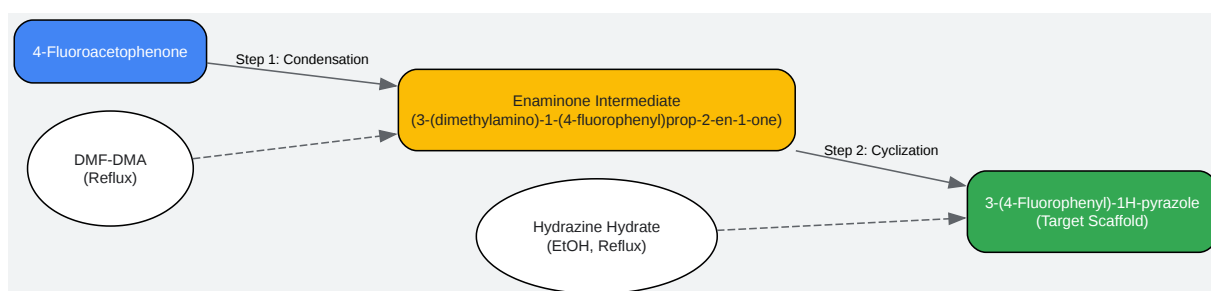 4-Fluoroacetophenone
Step 1: Condensation
Enaminone Intermediate
(3-(dimethylamino)-1-(4-fluorophenyl)prop-2-en-1-one)
DMF-DMA
(Reflux)
Step 2: Cyclization
3-(4-Fluorophenyl)-1H-pyrazole
(Target Scaffold)
Hydrazine Hydrate
(EtOH, Reflux)